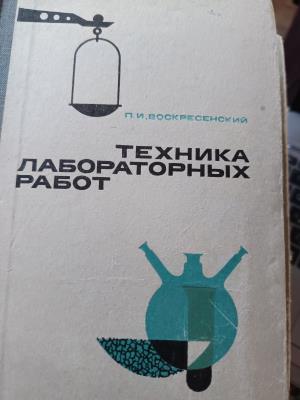 П.И.ВОСКРЕСЕНСКИЙ
ТЕХНИКА
ЛАБОРАТОРНЫХ
РАБОТ